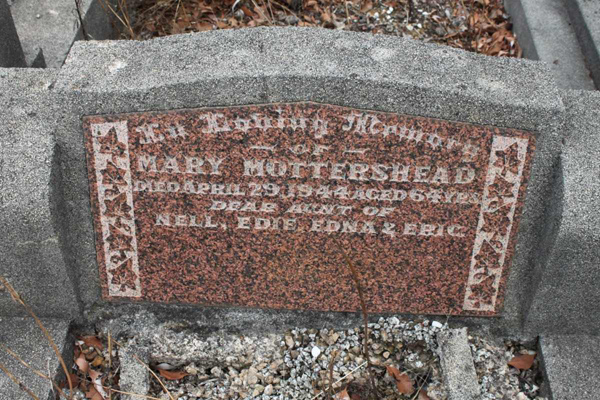 In Loving Memory
— OF —
MARY MOTTERSHEAD
DIED APRIL 29, 1944. AGED 64 YRS
DEAR AUNT OF
NELL, EDIE, EDNA & ERIC.